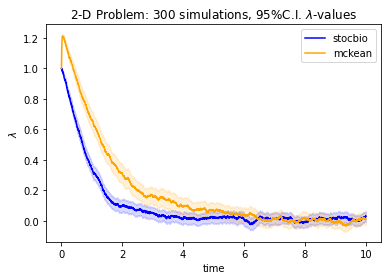 2-D Problem: 300 simulations, 95%C.I. λ-values
stocbio
mckean
1.2
1.0
0.8
0.6
0.4
0.2
0.0
λ
0 2 4 6 8 10
time